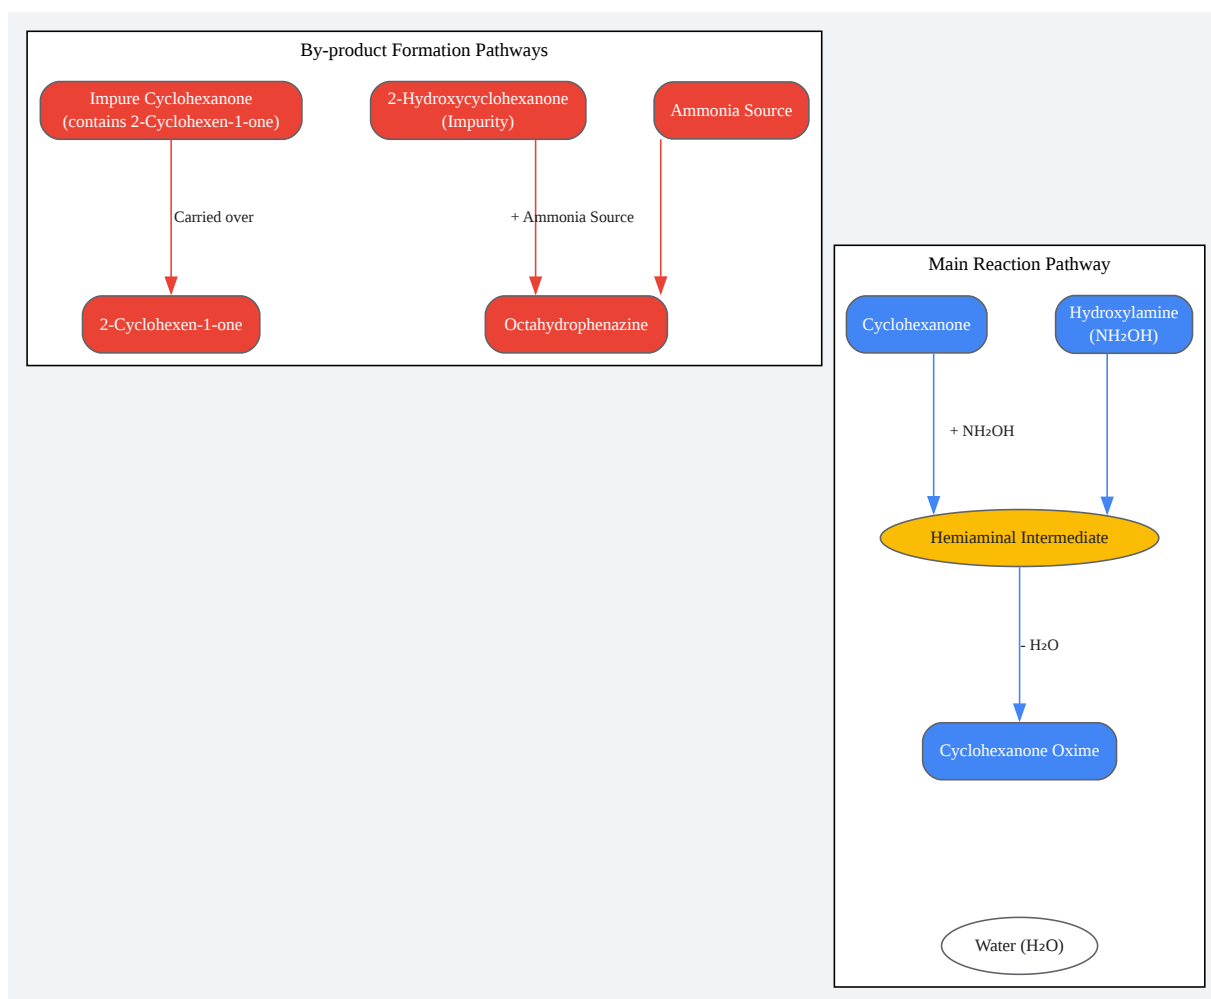 By-product Formation Pathways
Impure Cyclohexanone
(contains 2-Cyclohexen-1-one)
2-Hydroxycyclohexanone
(Impurity)
Ammonia Source
Carried over
+ Ammonia Source
2-Cyclohexen-1-one
Octahydrophenazine
Main Reaction Pathway
Cyclohexanone
Hydroxylamine
(NH₂OH)
+ NH₂OH
Hemiaminal Intermediate
- H₂O
Cyclohexanone Oxime
Water (H₂O)